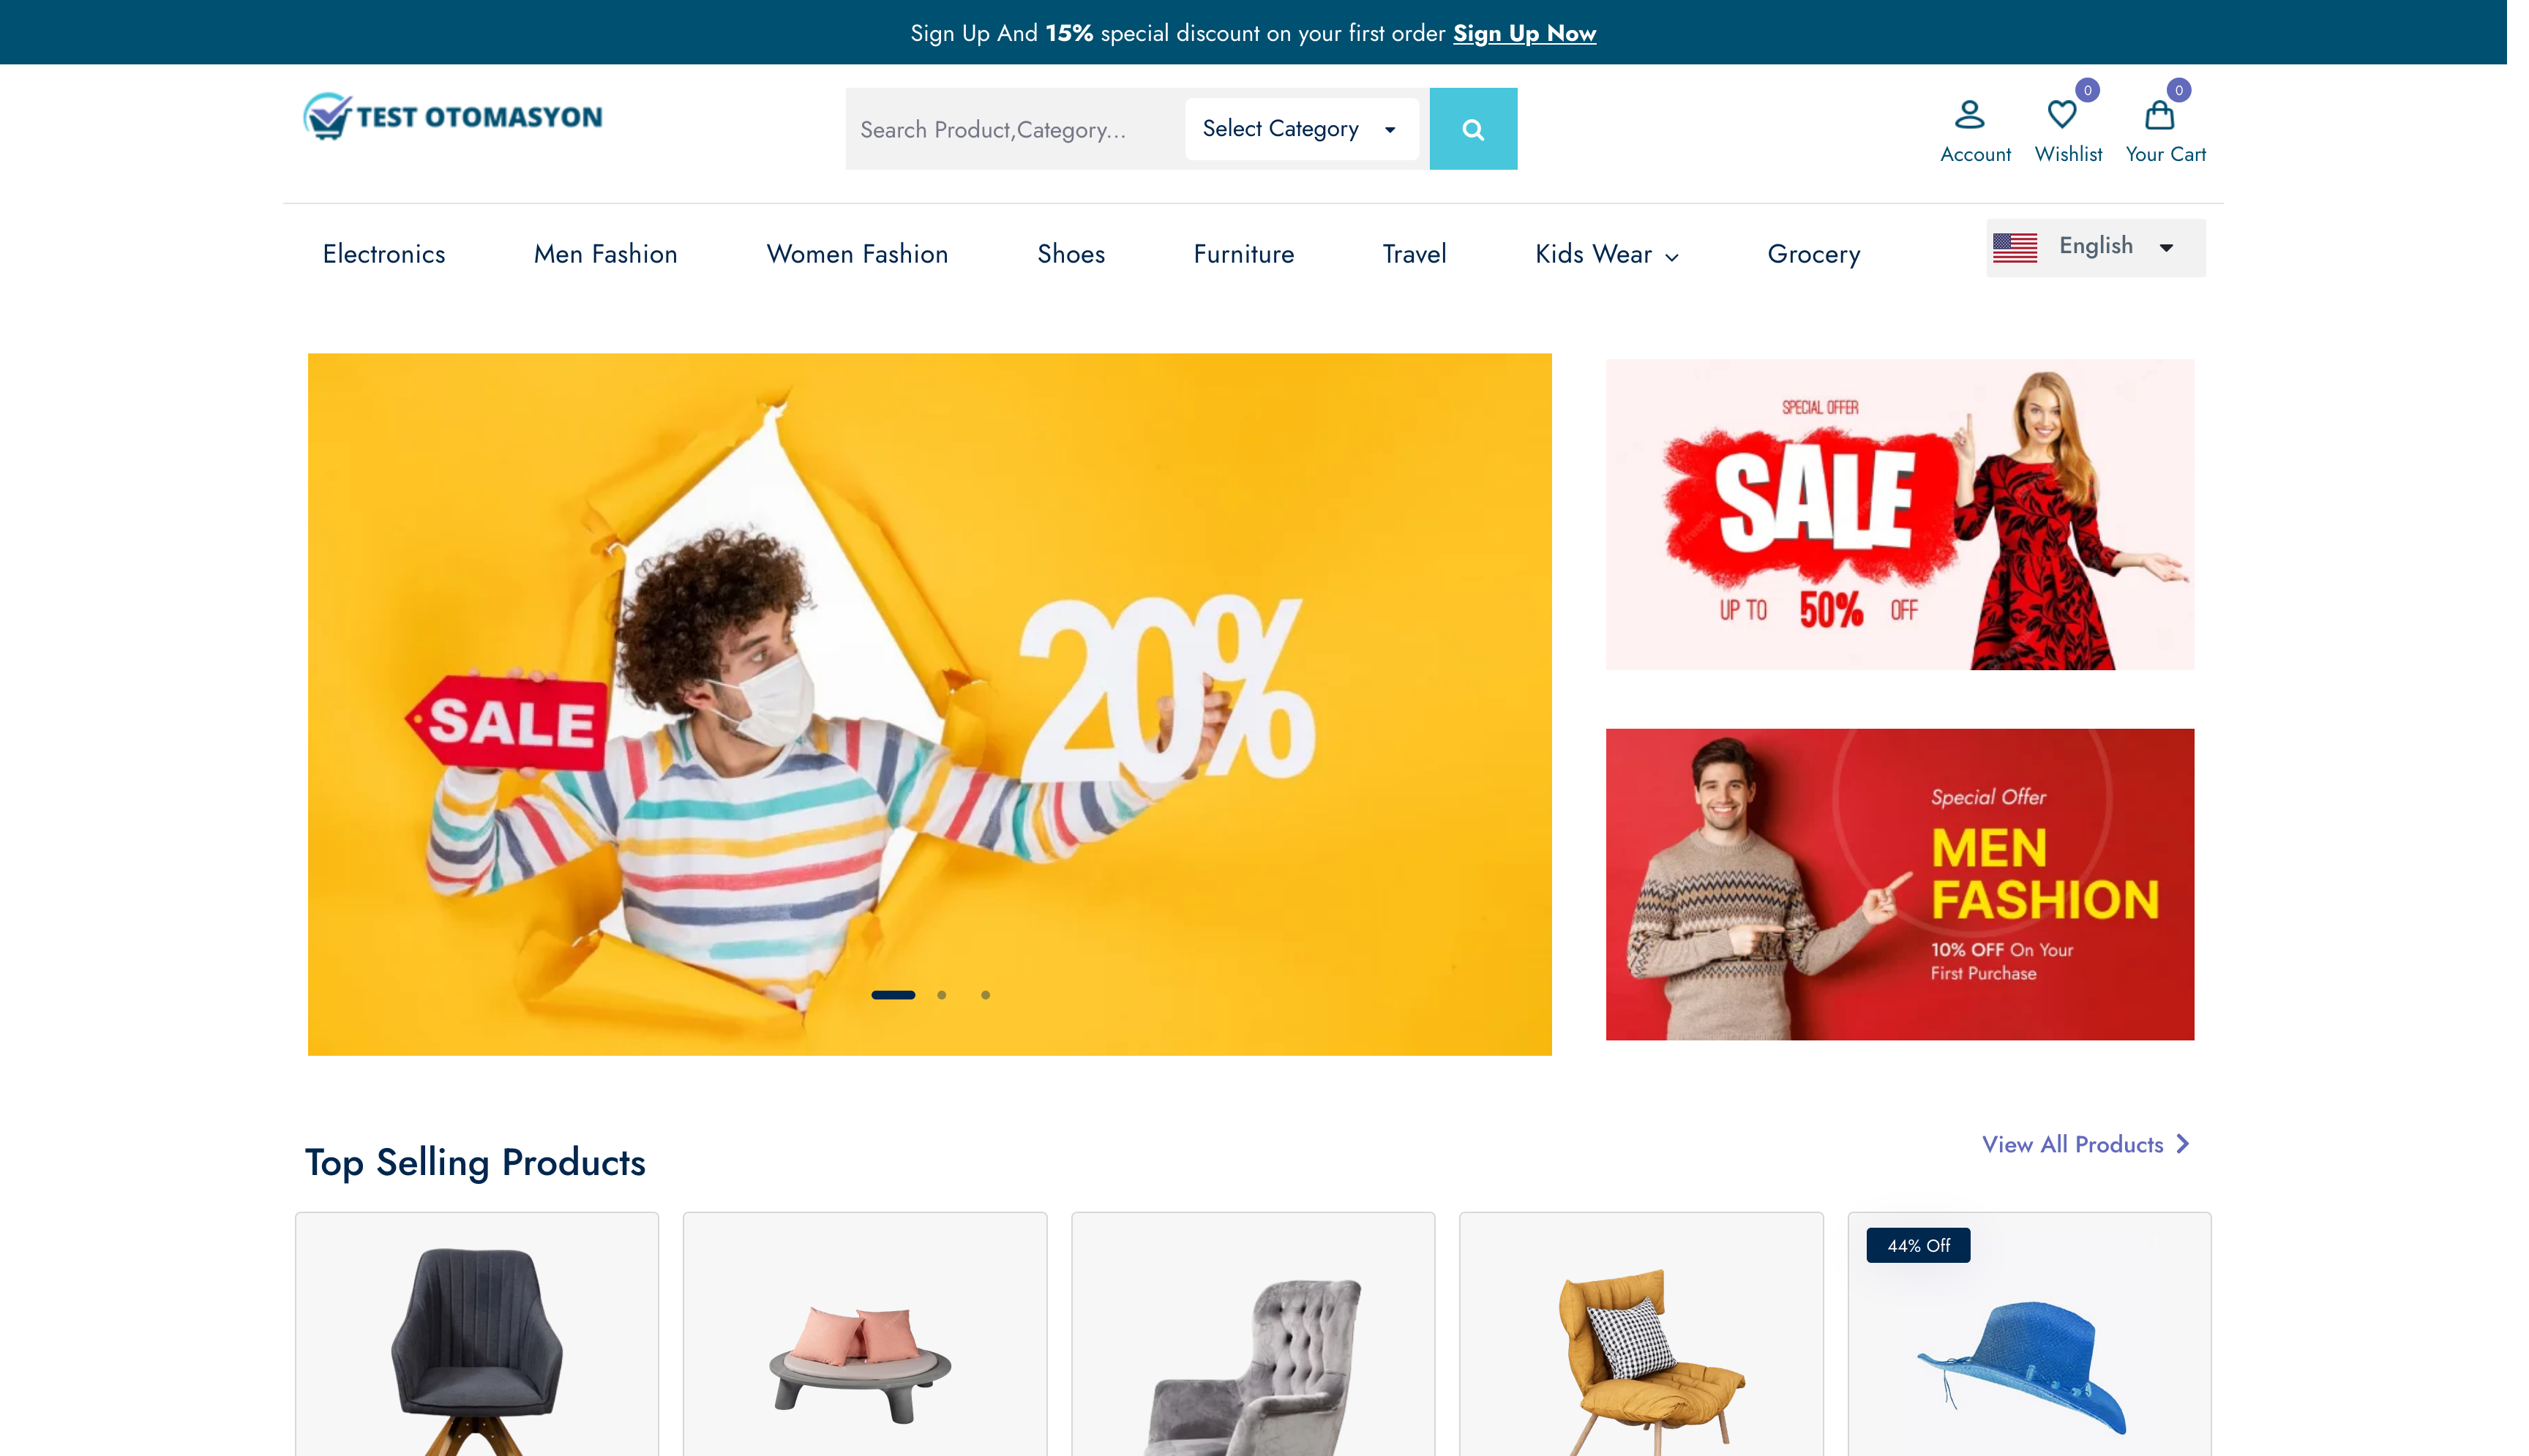 Sign Up And 15% special discount on your first order Sign Up Now
TEST OTOMASYON
Search Product,Category...
Select Category
0
0
Account
Wishlist
Your Cart
Electronics
Men Fashion
Women Fashion
Shoes
Furniture
Travel
Kids Wear
Grocery
English
SALE
20%
SPECIAL OFFER
SALE
UP TO 50% OFF
Special Offer
MEN
FASHION
10% OFF On Your
First Purchase
Top Selling Products
View All Products
44% Off